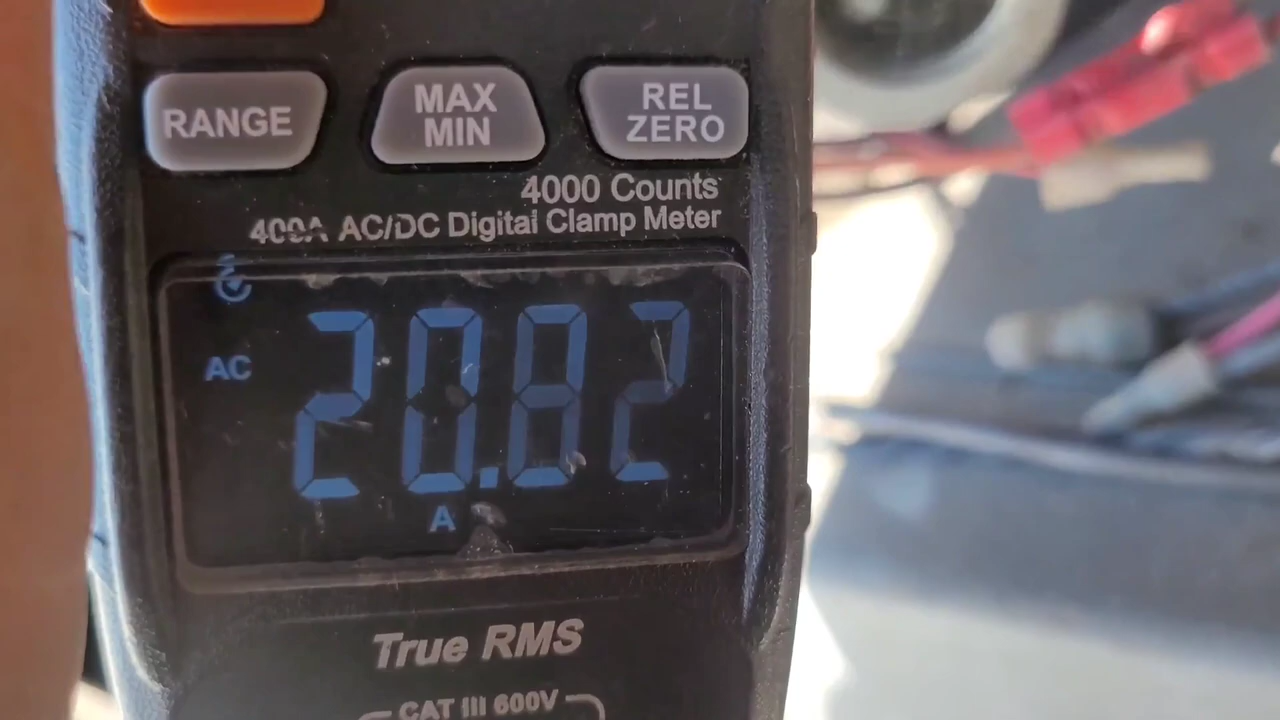 RANGE
MAX
MIN
REL
ZERO
4000 Counts
400A AC/DC Digital Clamp Meter
AC
20.82
A
True RMS
CAT III 600V